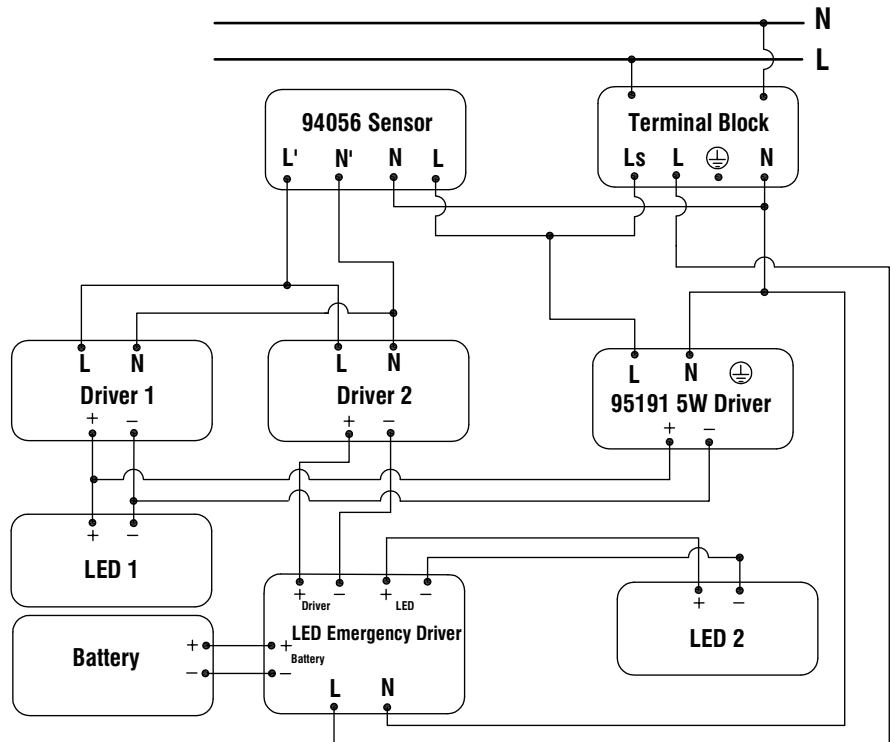 N
L
94056 Sensor
L' N' N L
Terminal Block
Ls L N
L N
Driver 1
+ −
L N
Driver 2
+ −
L N
95191 5W Driver
+ −
+ −
LED 1
+ − + −
Driver LED
LED Emergency Driver
+ −
LED 2
Battery
+ +
Battery
− −
L N